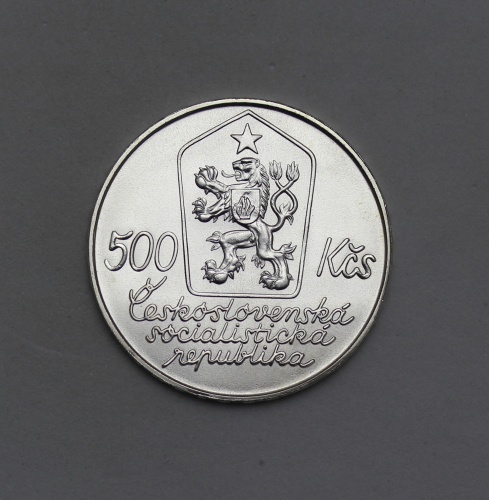 500 Kčs
Československá
socialistická
republika